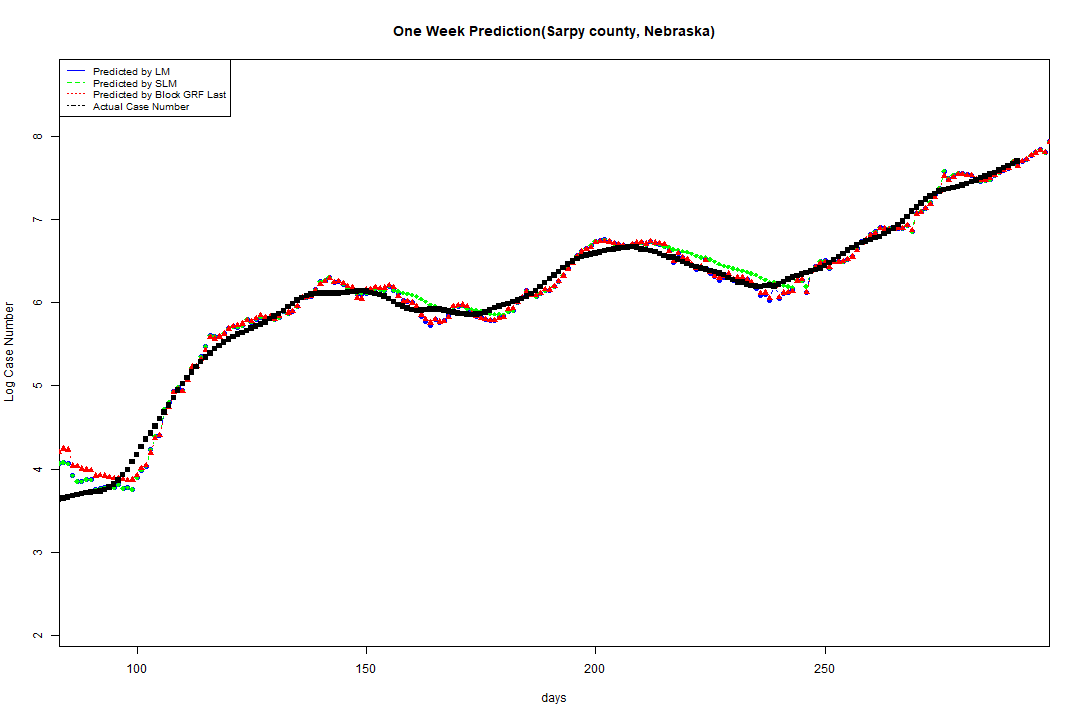 One Week Prediction(Sarpy county, Nebraska)
Predicted by LM
Predicted by SLM
Predicted by Block GRF Last
Actual Case Number
8
7
6
5
4
3
2
Log Case Number
100 150 200 250
days